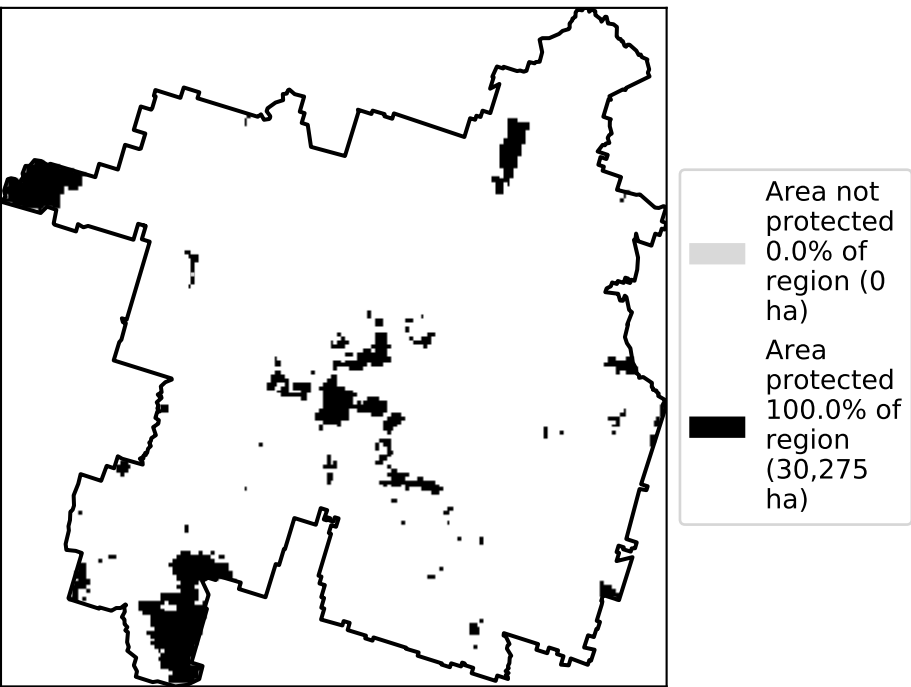 Area not
protected
0.0% of
region (0
ha)
Area
protected
100.0% of
region
(30,275
ha)